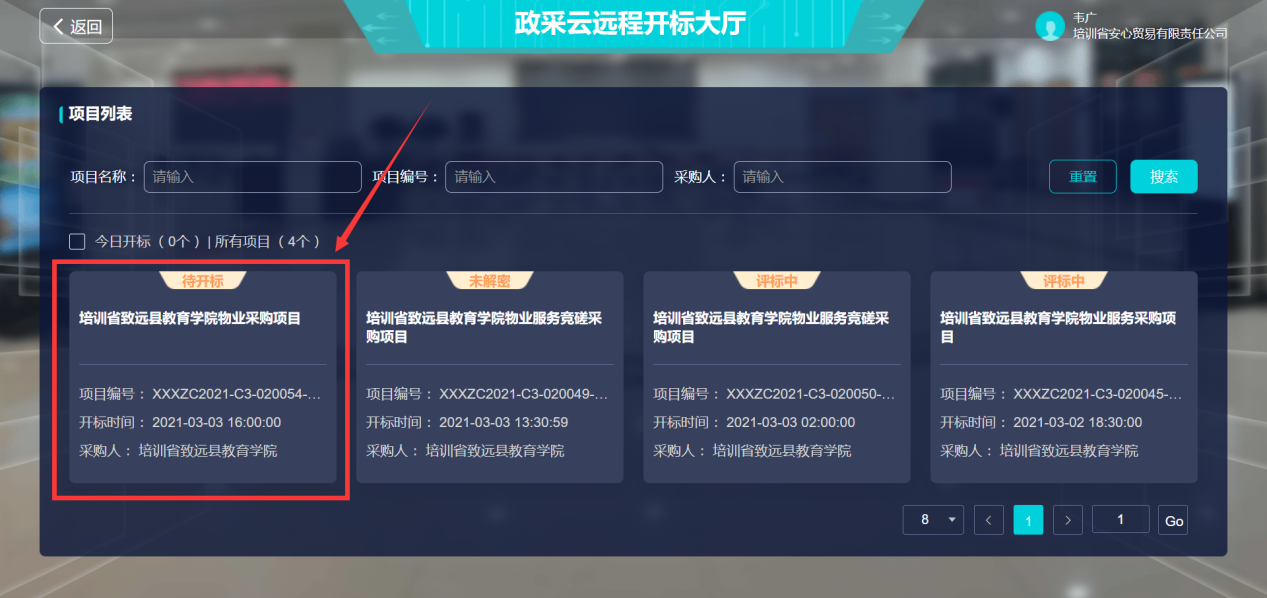 返回
政采云远程开标大厅
韦广
培训省安心贸易有限责任公司
项目列表
项目名称： 请输入 项目编号： 请输入 采购人： 请输入 重置 搜索
今日开标（0个）| 所有项目（4个）
待开标
培训省致远县教育学院物业采购项目
项目编号： XXXZC2021-C3-020054-...
开标时间： 2021-03-03 16:00:00
采购人： 培训省致远县教育学院
未解密
培训省致远县教育学院物业服务竞磋采
购项目
项目编号： XXXZC2021-C3-020049-...
开标时间： 2021-03-03 13:30:59
采购人： 培训省致远县教育学院
评标中
培训省致远县教育学院物业服务竞磋采
购项目
项目编号： XXXZC2021-C3-020050-...
开标时间： 2021-03-03 02:00:00
采购人： 培训省致远县教育学院
评标中
培训省致远县教育学院物业服务采购项
目
项目编号： XXXZC2021-C3-020045-...
开标时间： 2021-03-02 18:30:00
采购人： 培训省致远县教育学院
8 < 1 > 1 Go